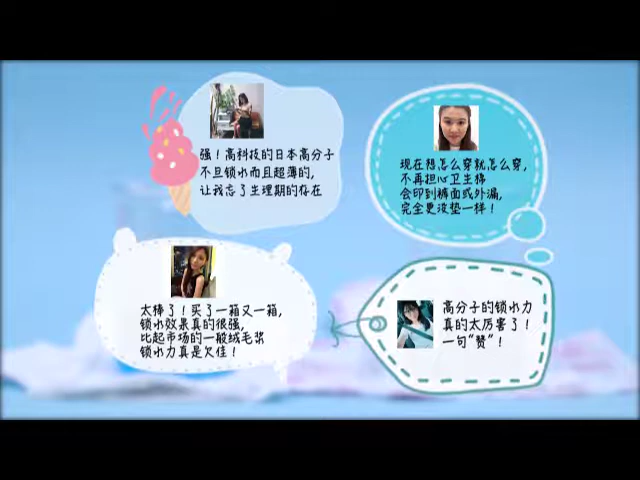 强！高科技的日本高分子
不旦锁水而且超薄的,
让我忘了生理期的存在
现在想怎么穿就怎么穿,
不再担心卫生棉
会印到裤面或外漏,
完全更没垫一样！
太棒了！买了一箱又一箱,
锁水效果真的很强,
比起市场的一般绒毛浆
锁水力真是欠佳！
高分子的锁水力
真的太厉害了！
一句“赞”！